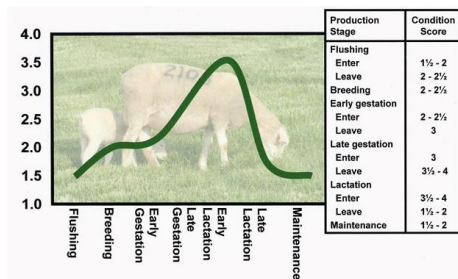 4.0
3.5
3.0
2.5
2.0
1.5
1.0
210
Flushing
Breeding
Early
Gestation
Late
Gestation
Early
Lactation
Late
Lactation
Maintenance
Production Stage Condition Score
Flushing
Enter 1½ - 2
Leave 2 - 2½
Breeding 2 - 2½
Early gestation
Enter 2 - 2½
Leave 3
Late gestation
Enter 3
Leave 3½ - 4
Lactation
Enter 3½ - 4
Leave 1½ - 2
Maintenance 1½ - 2